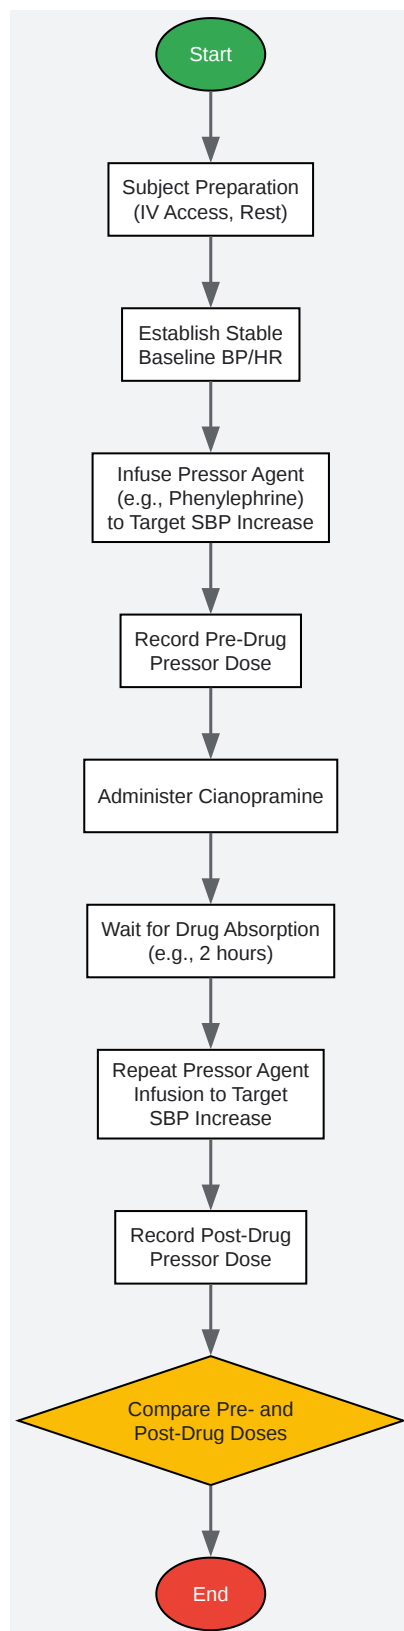 Start
Subject Preparation
(IV Access, Rest)
Establish Stable
Baseline BP/HR
Infuse Pressor Agent
(e.g., Phenylephrine)
to Target SBP Increase
Record Pre-Drug
Pressor Dose
Administer Cianopramine
Wait for Drug Absorption
(e.g., 2 hours)
Repeat Pressor Agent
Infusion to Target
SBP Increase
Record Post-Drug
Pressor Dose
Compare Pre- and
Post-Drug Doses
End